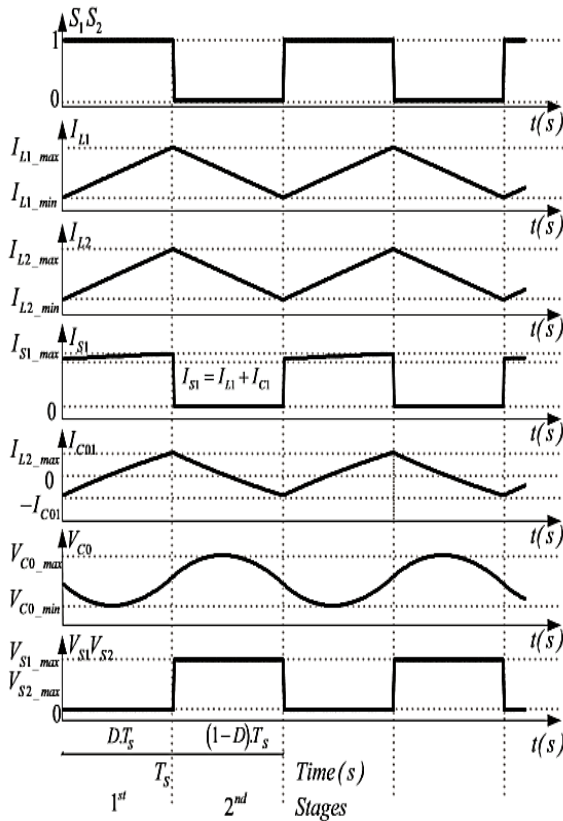 S1 S2
1
0
t(s)
IL1
IL1_max
IL1_min
t(s)
IL2
IL2_max
IL2_min
t(s)
IS1
IS1_max
IS1 = IL1 + IC1
0
t(s)
IC01
IL2_max
0
−IC01
t(s)
VC0
VC0_max
VC0_min
t(s)
VS1 VS2
VS1_max
VS2_max
0
t(s)
D.Ts (1−D).Ts
Ts Time(s)
1st 2nd Stages